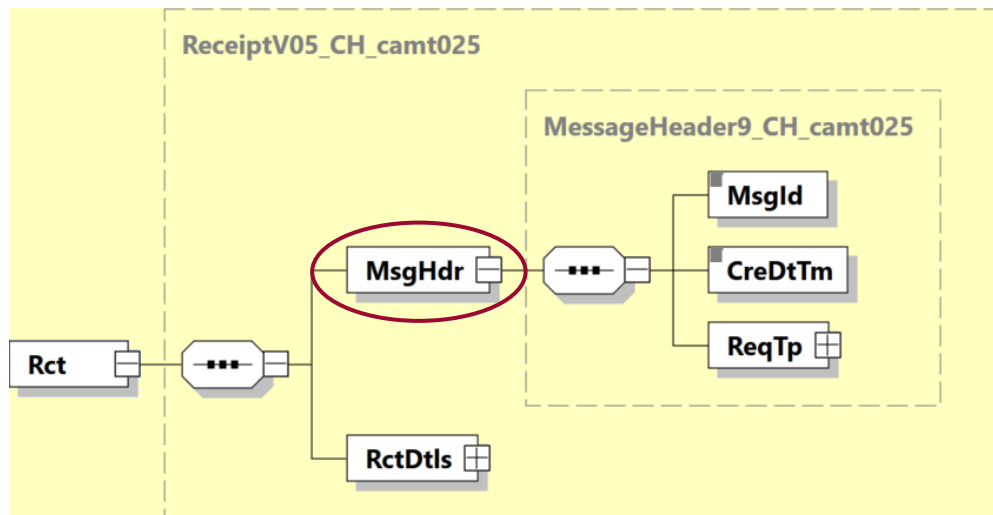 ReceiptV05_CH_camt025
MessageHeader9_CH_camt025
MsgId
MsgHdr
CreDtTm
ReqTp
Rct
RctDtls